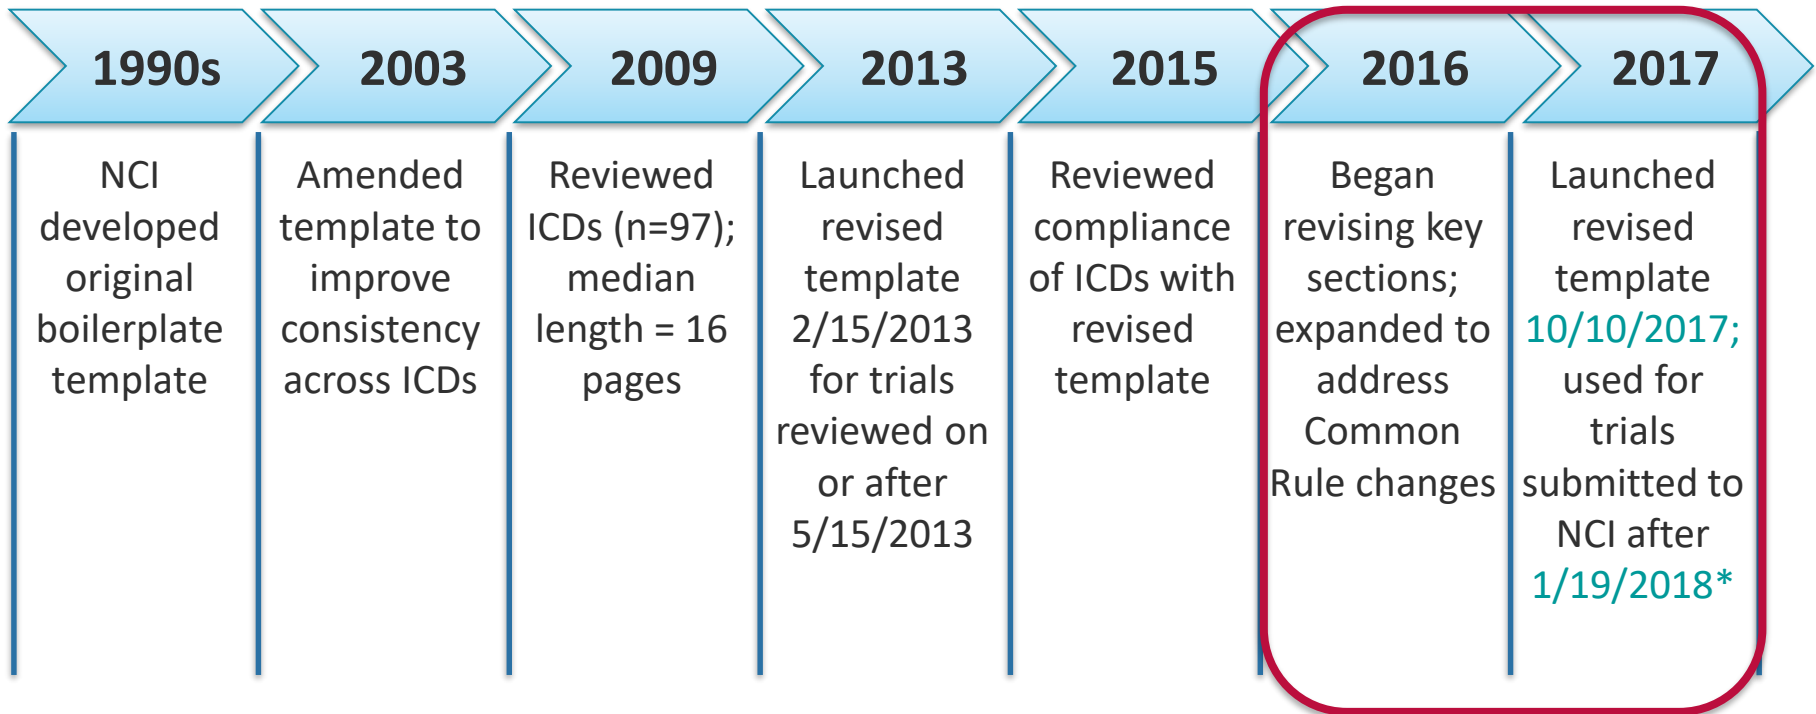 1990s
NCI
developed
original
boilerplate
template
2003
Amended
template to
improve
consistency
across ICDs
2009
Reviewed
ICDs (n=97);
median
length = 16
pages
2013
Launched
revised
template
2/15/2013
for trials
reviewed on
or after
5/15/2013
2015
Reviewed
compliance
of ICDs with
revised
template
2016
Began
revising key
sections;
expanded to
address
Common
Rule changes
2017
Launched
revised
template
10/10/2017;
used for
trials
submitted to
NCI after
1/19/2018*